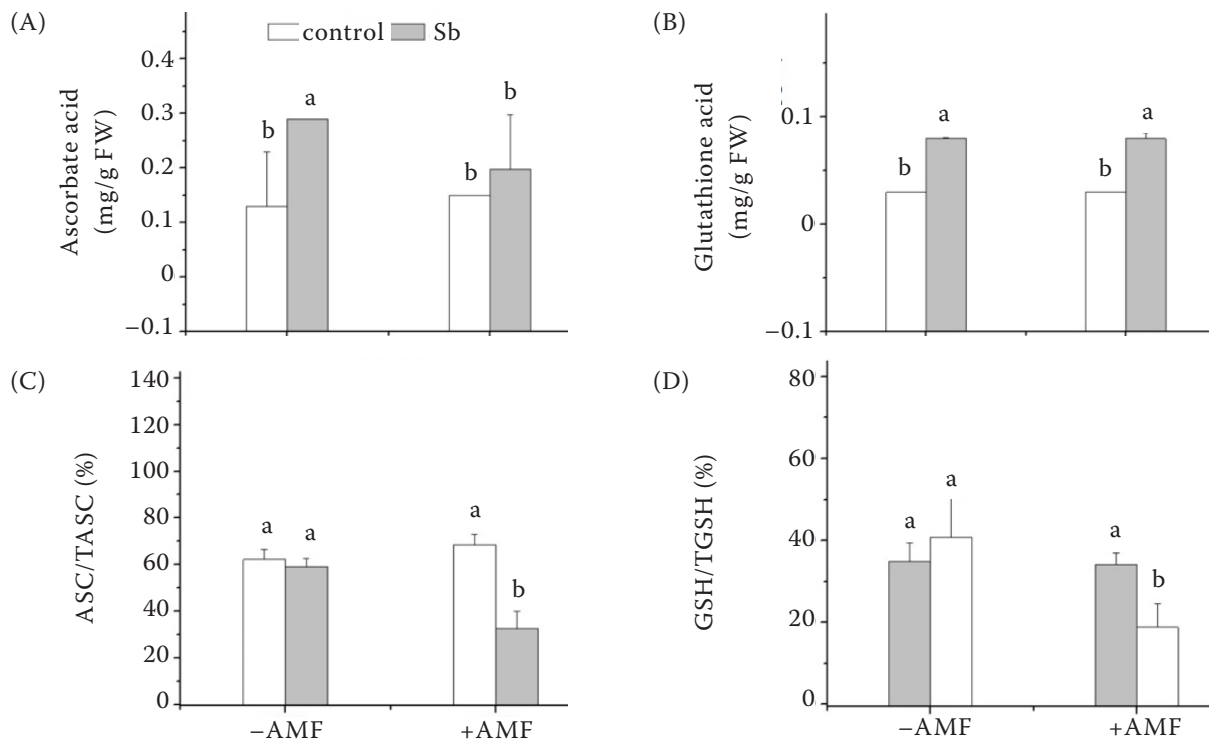 (A)
control Sb
Ascorbate acid
(mg/g FW)
0.4
0.3
0.2
0.1
0
–0.1
b
a
b
b
(B)
Glutathione acid
(mg/g FW)
0.1
0
–0.1
b
a
b
a
(C)
ASC/TASC (%)
140
120
100
80
60
40
20
0
a
a
a
b
–AMF
+AMF
(D)
GSH/TGSH (%)
80
60
40
20
0
a
a
a
b
–AMF
+AMF